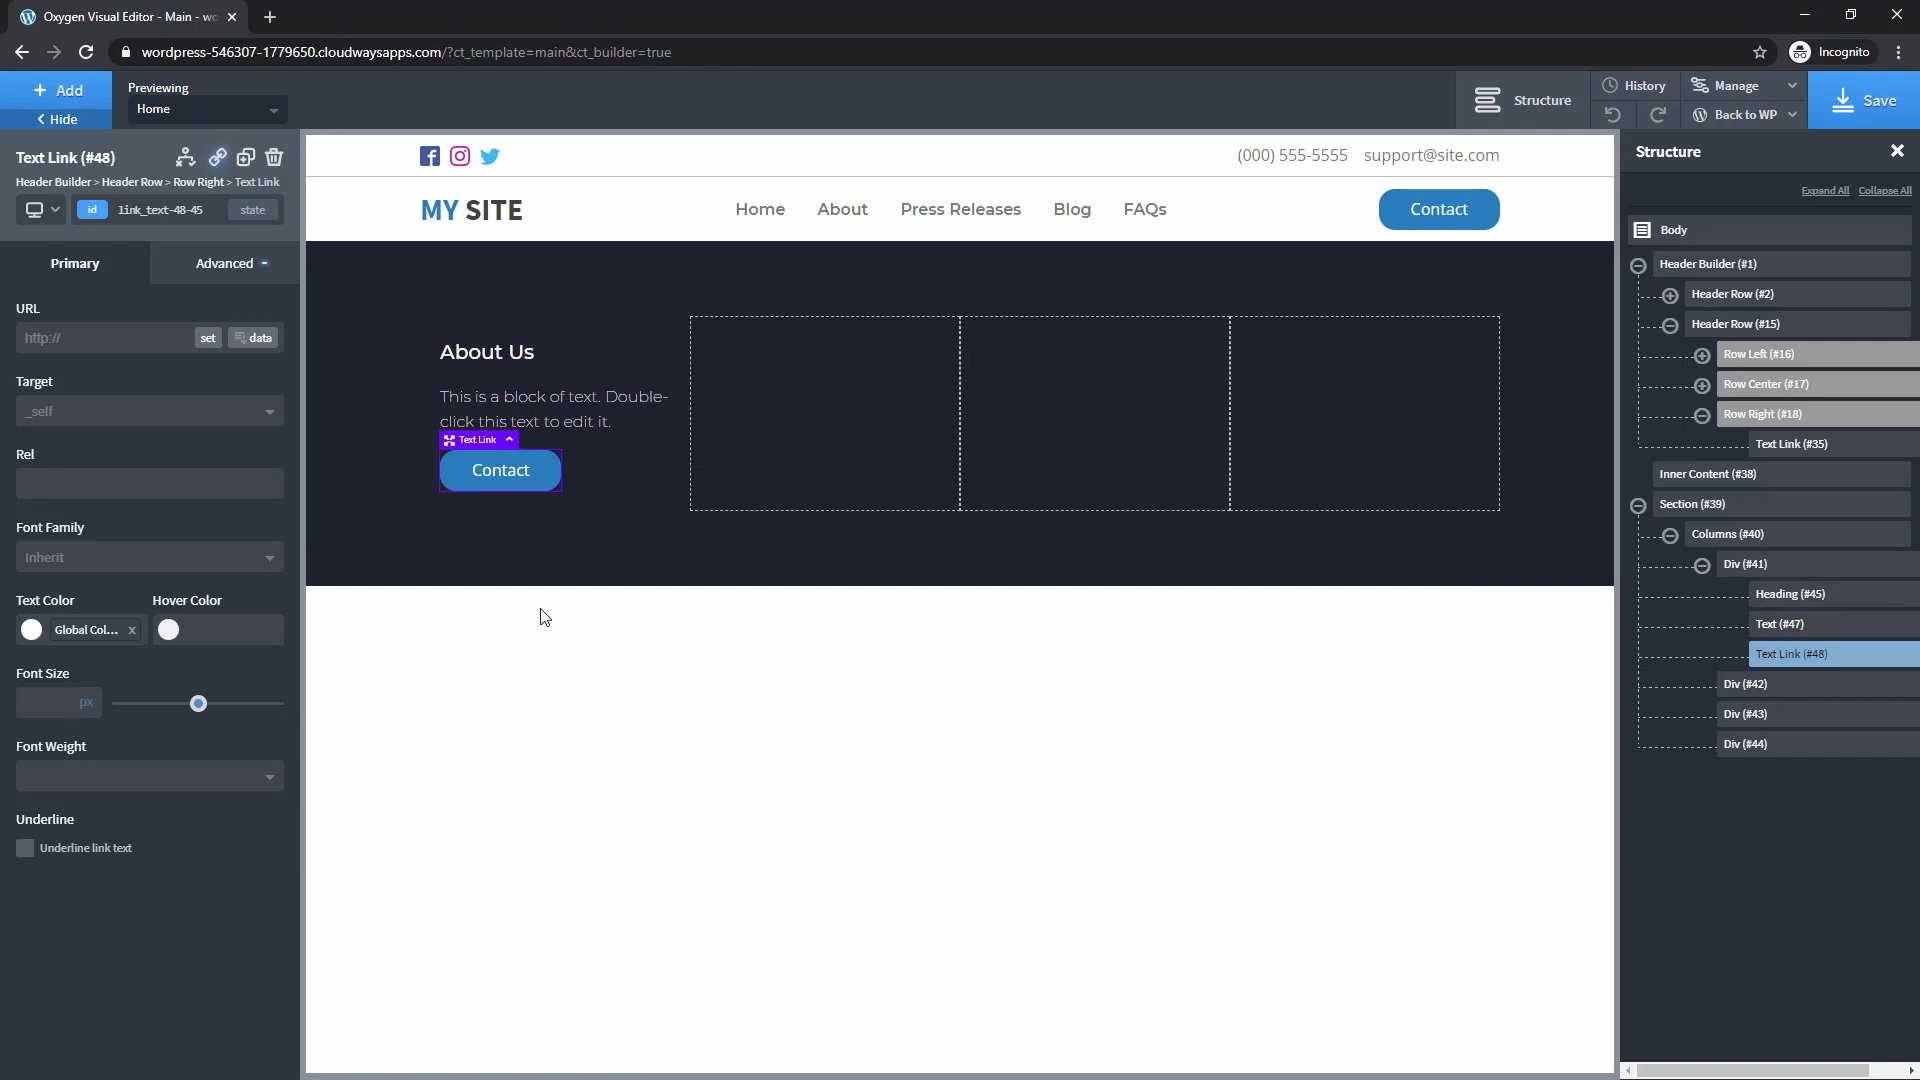 Oxygen Visual Editor - Main - wo
wordpress-546307-1779650.cloudwaysapps.com/?ct_template=main&ct_builder=true
Incognito
Add
Hide
Previewing
Home
Structure
History
Manage
Back to WP
Save
Text Link (#48)
Header Builder > Header Row > Row Right > Text Link
id
link_text-48-45
state
Primary
Advanced
URL
http://
set
data
Target
_self
Rel
Font Family
Inherit
Text Color
Hover Color
Global Col...
x
Font Size
px
Font Weight
Underline
Underline link text
(000) 555-5555
support@site.com
MY SITE
Home
About
Press Releases
Blog
FAQs
Contact
About Us
This is a block of text. Double-
click this text to edit it.
Text Link
Contact
Structure
Expand All
Collapse All
Body
Header Builder (#1)
Header Row (#2)
Header Row (#15)
Row Left (#16)
Row Center (#17)
Row Right (#18)
Text Link (#35)
Inner Content (#38)
Section (#39)
Columns (#40)
Div (#41)
Heading (#45)
Text (#47)
Text Link (#48)
Div (#42)
Div (#43)
Div (#44)